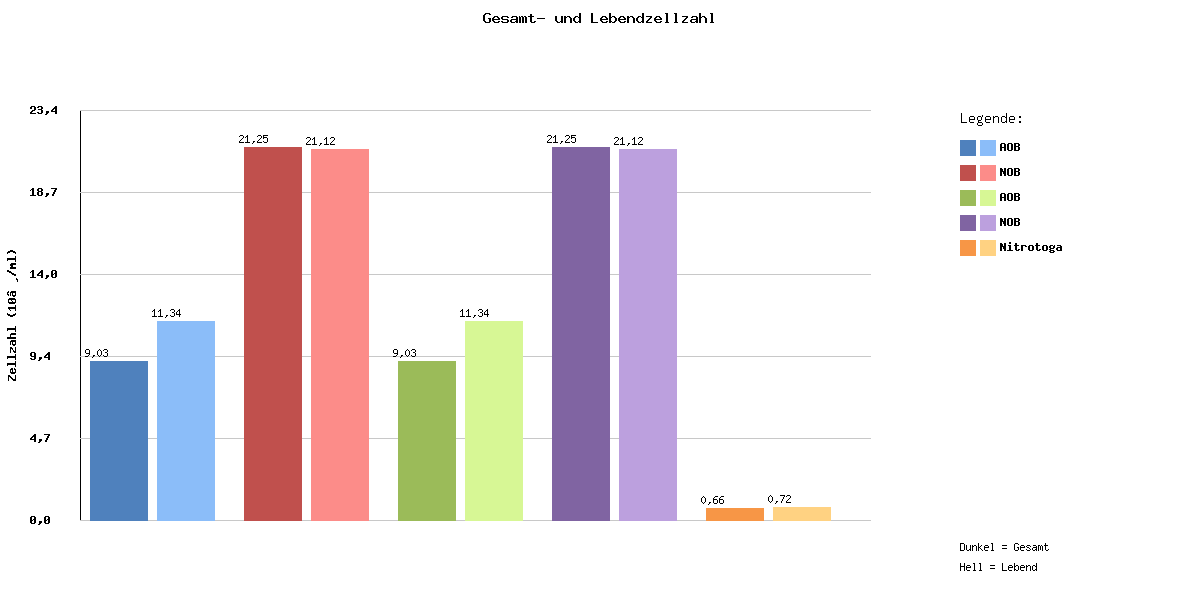 Gesamt- und Lebendzellzahl
Zellzahl (10â ¸/ml)
23,4
18,7
14,0
9,4
4,7
0,0
9,03
11,34
21,25
21,12
9,03
11,34
21,25
21,12
0,66
0,72
Legende:
AOB
NOB
AOB
NOB
Nitrotoga
Dunkel = Gesamt
Hell = Lebend